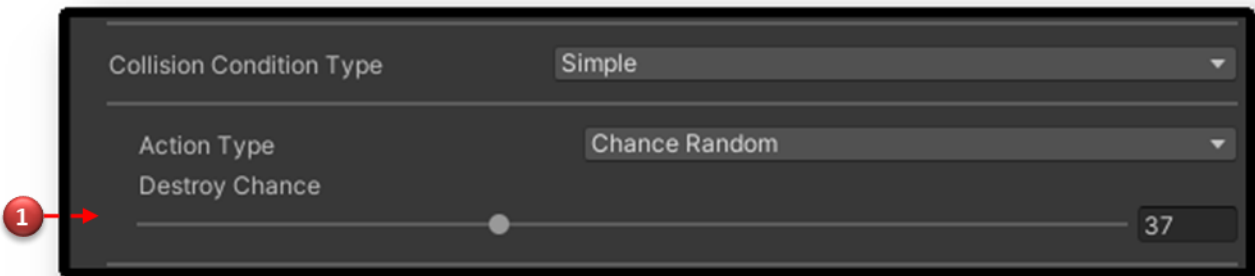 Collision Condition Type Simple
Action Type Chance Random
Destroy Chance
1 37